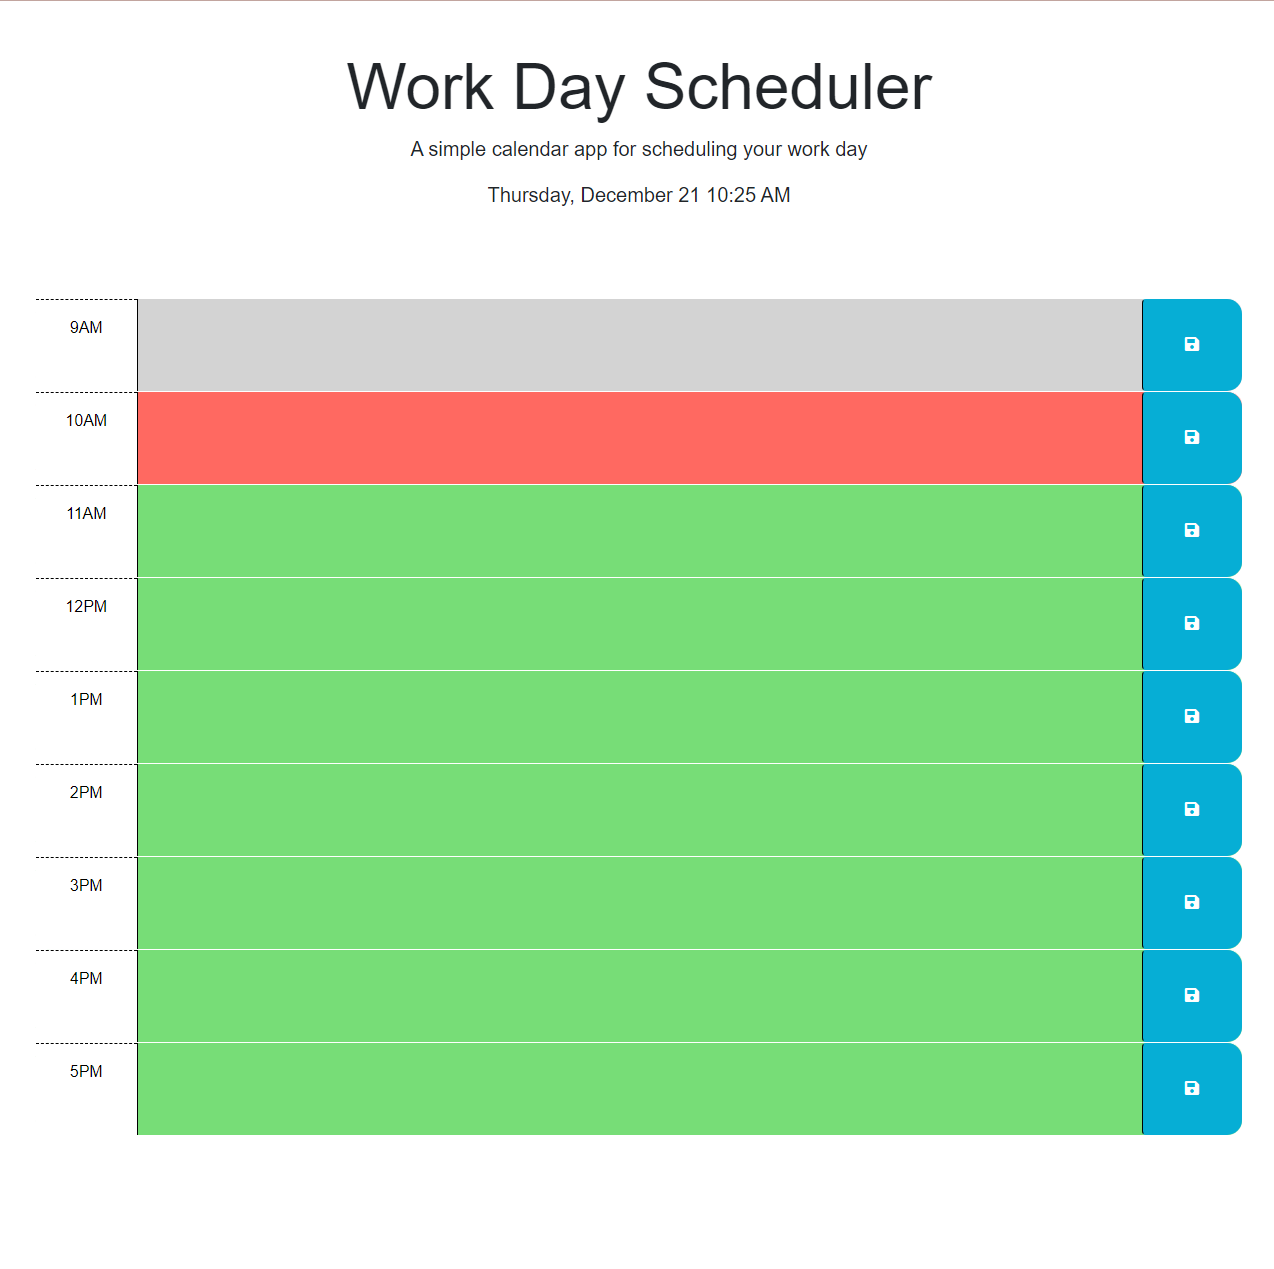 Work Day Scheduler
A simple calendar app for scheduling your work day
Thursday, December 21 10:25 AM
9AM
10AM
11AM
12PM
1PM
2PM
3PM
4PM
5PM